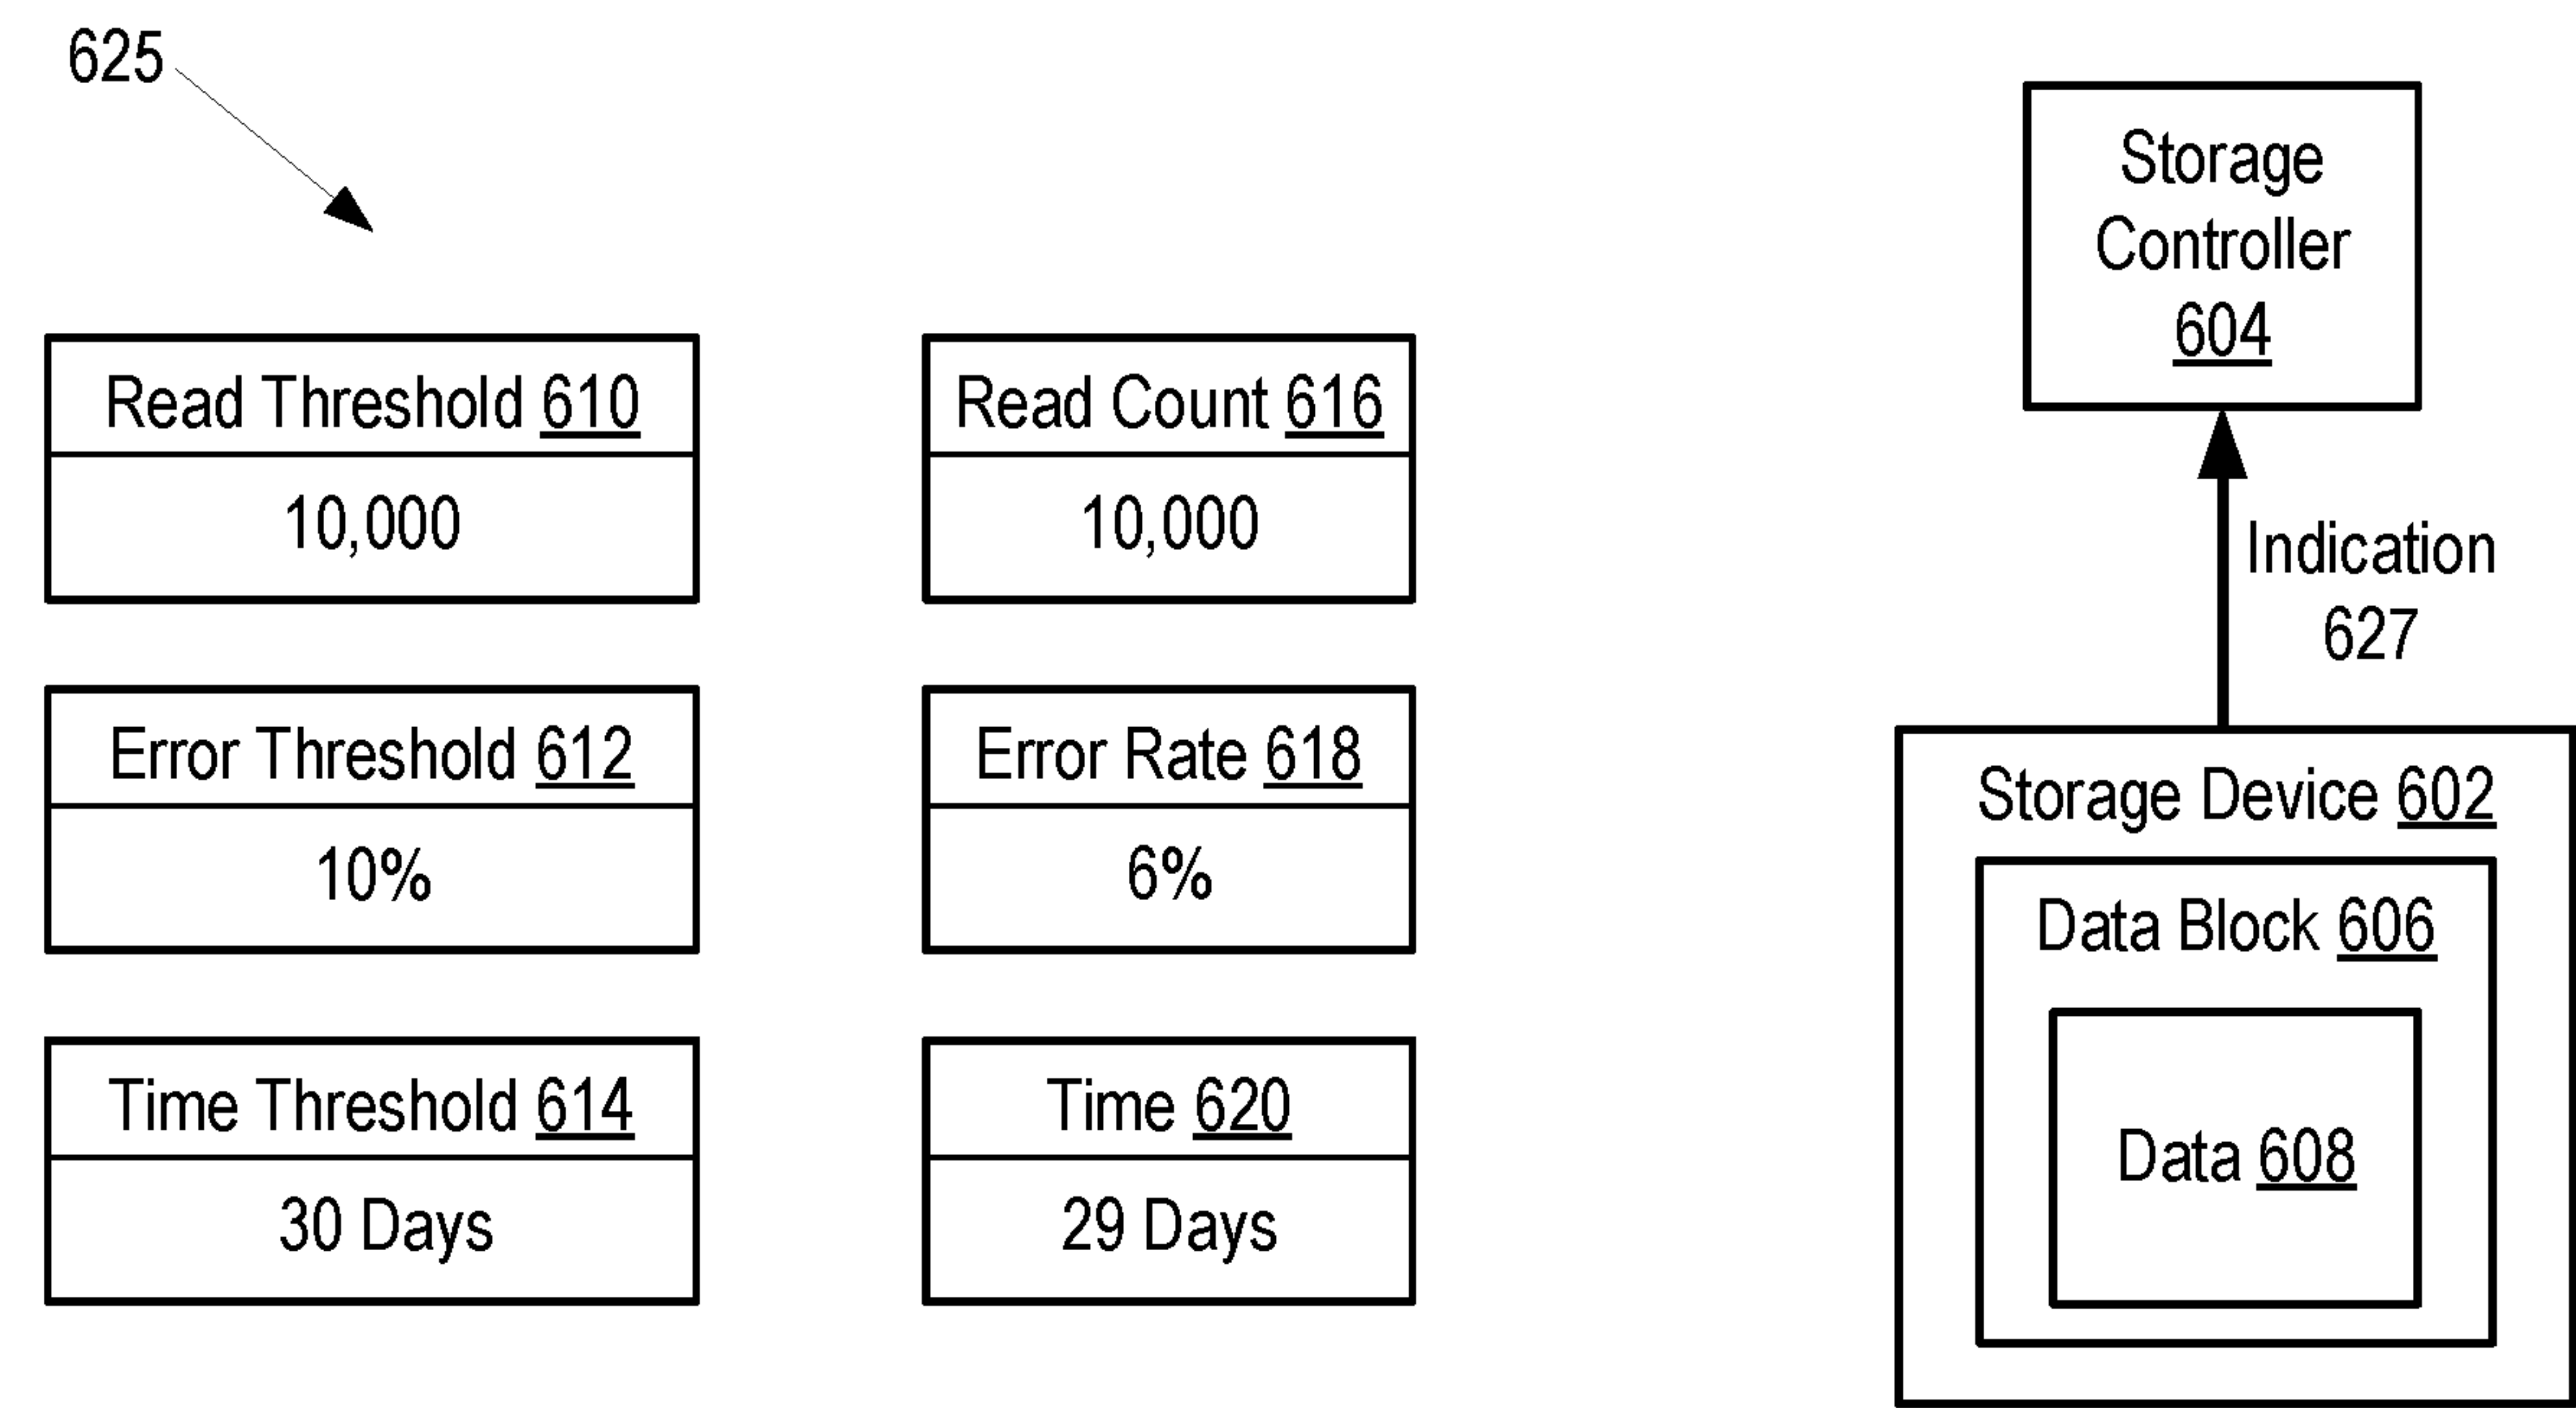 625
Read Threshold 610
10,000
Read Count 616
10,000
Error Threshold 612
10%
Error Rate 618
6%
Time Threshold 614
30 Days
Time 620
29 Days
Storage
Controller
604
Indication
627
Storage Device 602
Data Block 606
Data 608